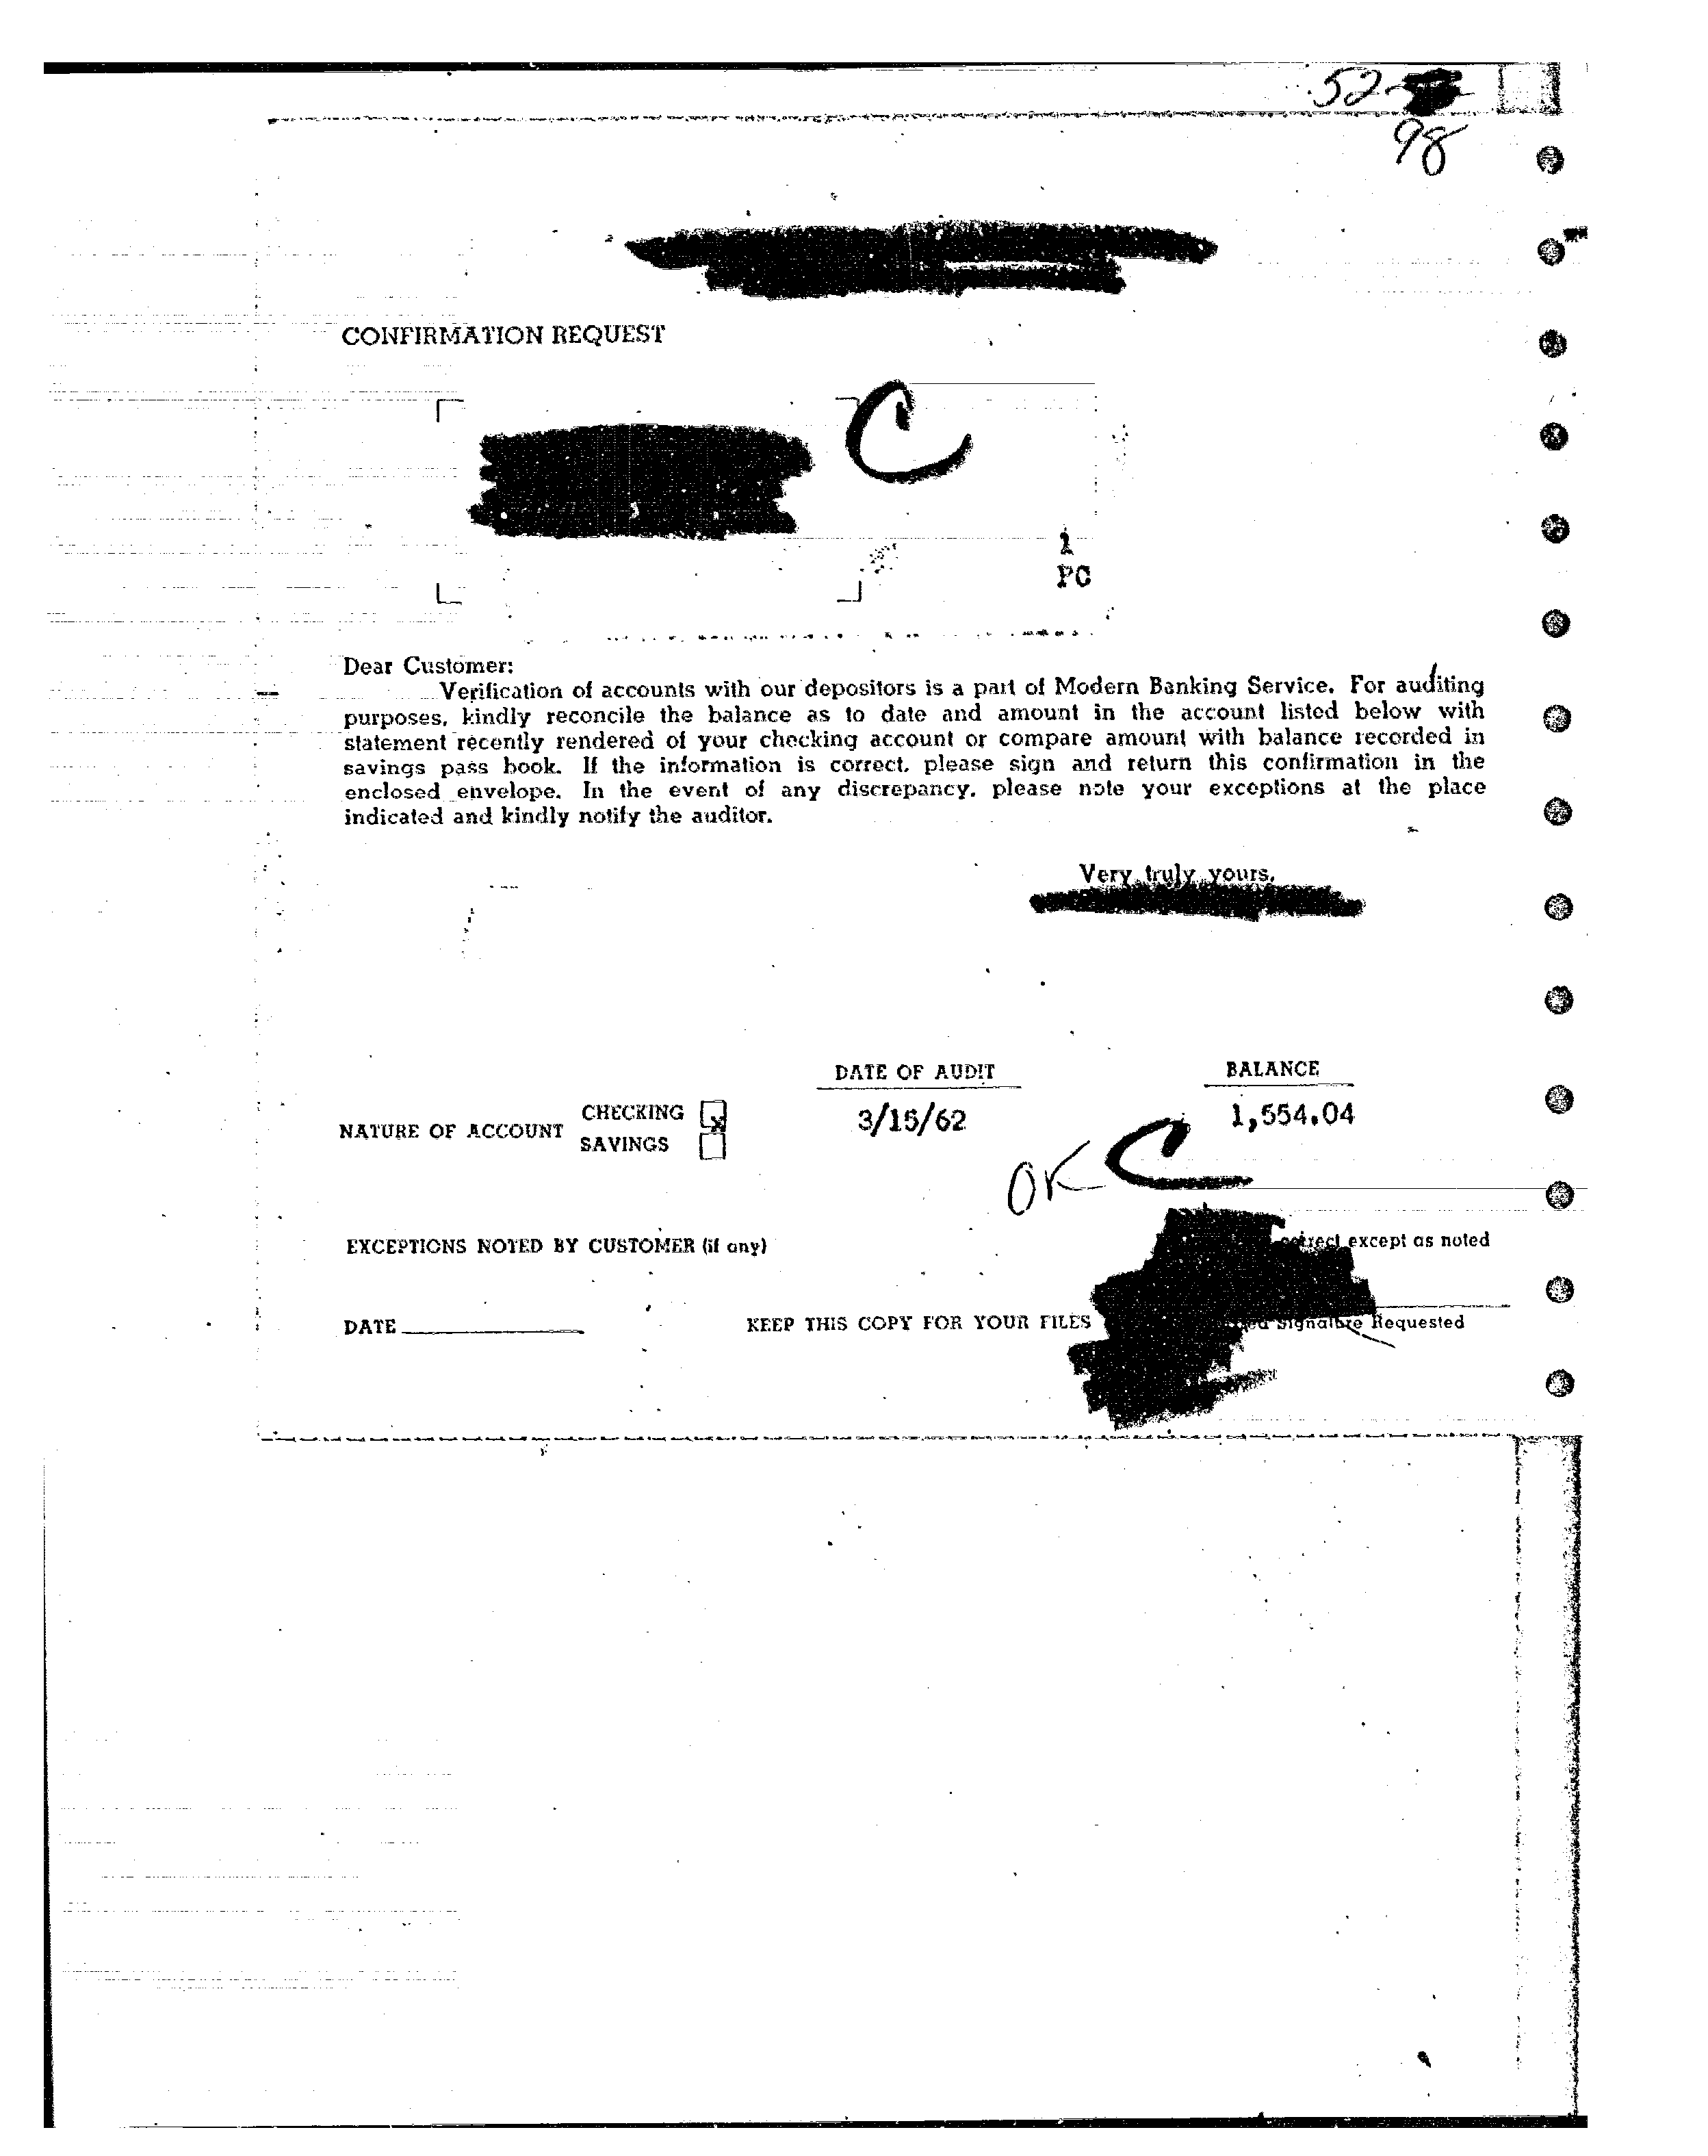 52-
98
CONFIRMATION REQUEST
C
1
PC
Dear Customer:
Verification of accounts with our depositors is a part of Modern Banking Service. For auditing
purposes, kindly reconcile the balance as to date and amount in the account listed below with
statement recently rendered of your checking account or compare amount with balance recorded in
savings pass book. If the information is correct, please sign and return this confirmation in the
enclosed envelope. In the event of any discrepancy, please note your exceptions at the place
indicated and kindly notify the auditor.
Very truly yours,
DATE OF AUDIT BALANCE
CHECKING x 3/15/62 1,554.04
NATURE OF ACCOUNT
SAVINGS
OK C
EXCEPTIONS NOTED BY CUSTOMER (if any) correct except as noted
DATE KEEP THIS COPY FOR YOUR FILES Signature Requested